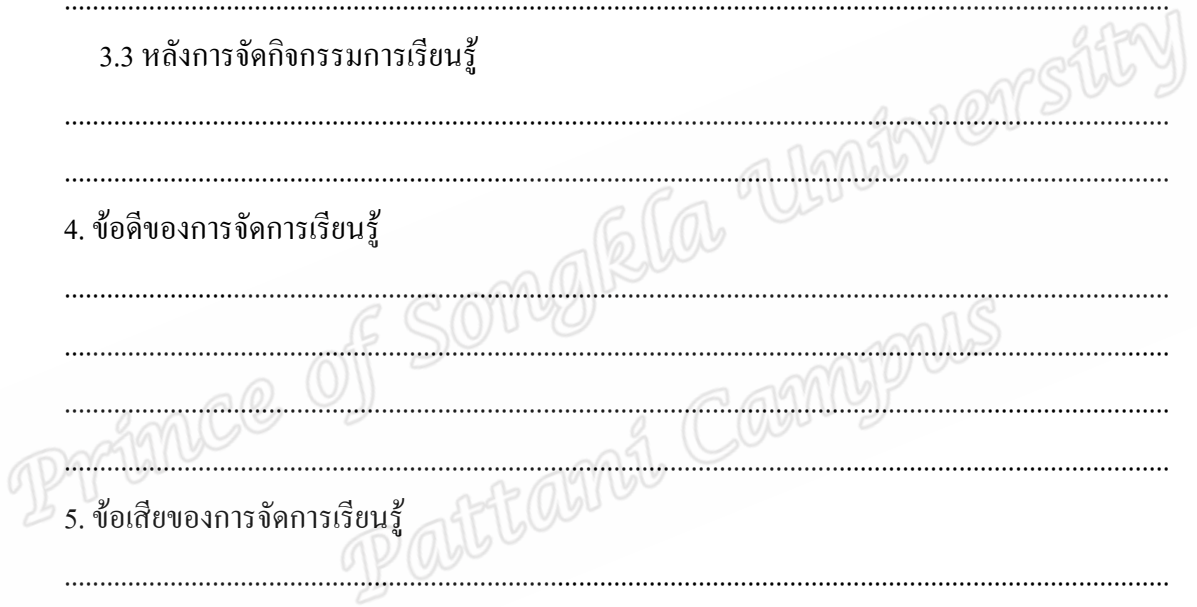 ................................................................................
3.3 หลังการจัดกิจกรรมการเรียนรู้
................................................................................
................................................................................
4. ข้อดีของการจัดการเรียนรู้
................................................................................
................................................................................
................................................................................
................................................................................
5. ข้อเสียของการจัดการเรียนรู้
................................................................................
Prince of Songkla University
Pattani Campus